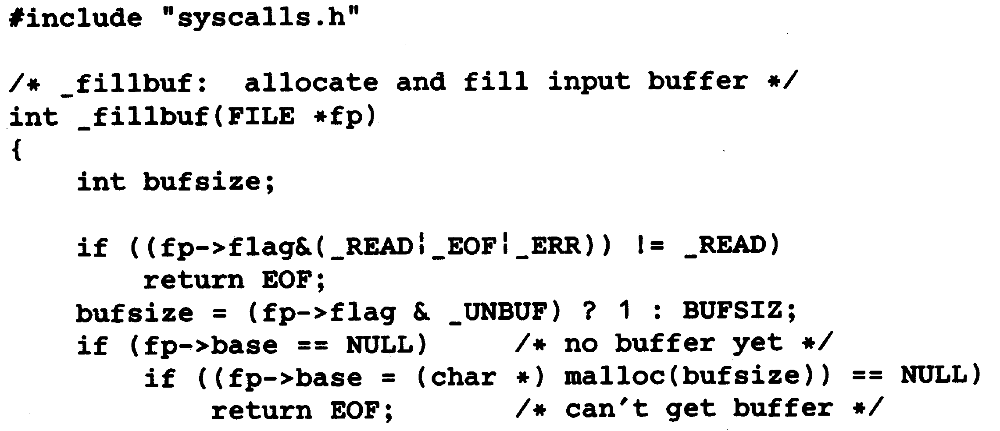 #include "syscalls.h"

/* _fillbuf:  allocate and fill input buffer */
int _fillbuf(FILE *fp)
{
    int bufsize;

    if ((fp->flag&(_READ|_EOF|_ERR)) != _READ)
        return EOF;
    bufsize = (fp->flag & _UNBUF) ? 1 : BUFSIZ;
    if (fp->base == NULL)     /* no buffer yet */
        if ((fp->base = (char *) malloc(bufsize)) == NULL)
            return EOF;       /* can't get buffer */